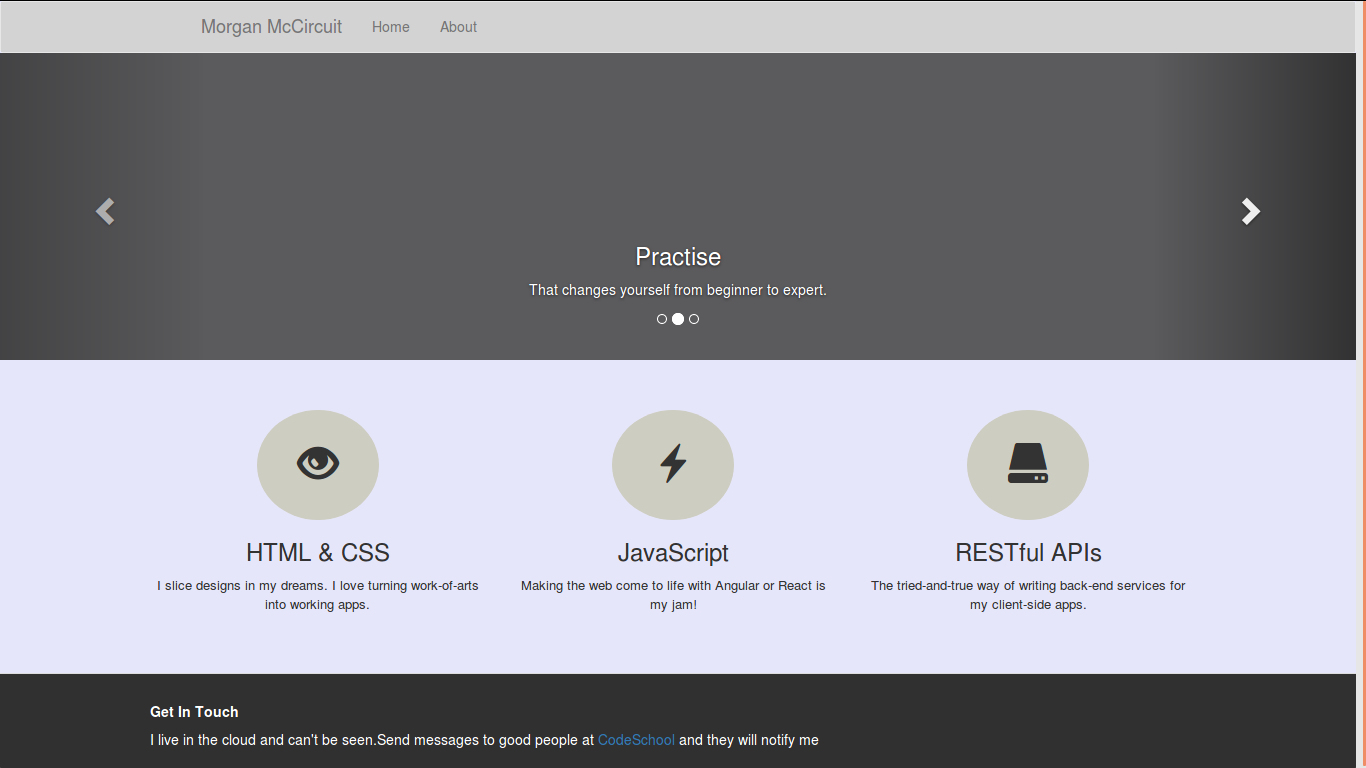 Morgan McCircuit Home About
Practise
That changes yourself from beginner to expert.
HTML & CSS
I slice designs in my dreams. I love turning work-of-arts
into working apps.
JavaScript
Making the web come to life with Angular or React is
my jam!
RESTful APIs
The tried-and-true way of writing back-end services for
my client-side apps.
Get In Touch
I live in the cloud and can't be seen.Send messages to good people at CodeSchool and they will notify me